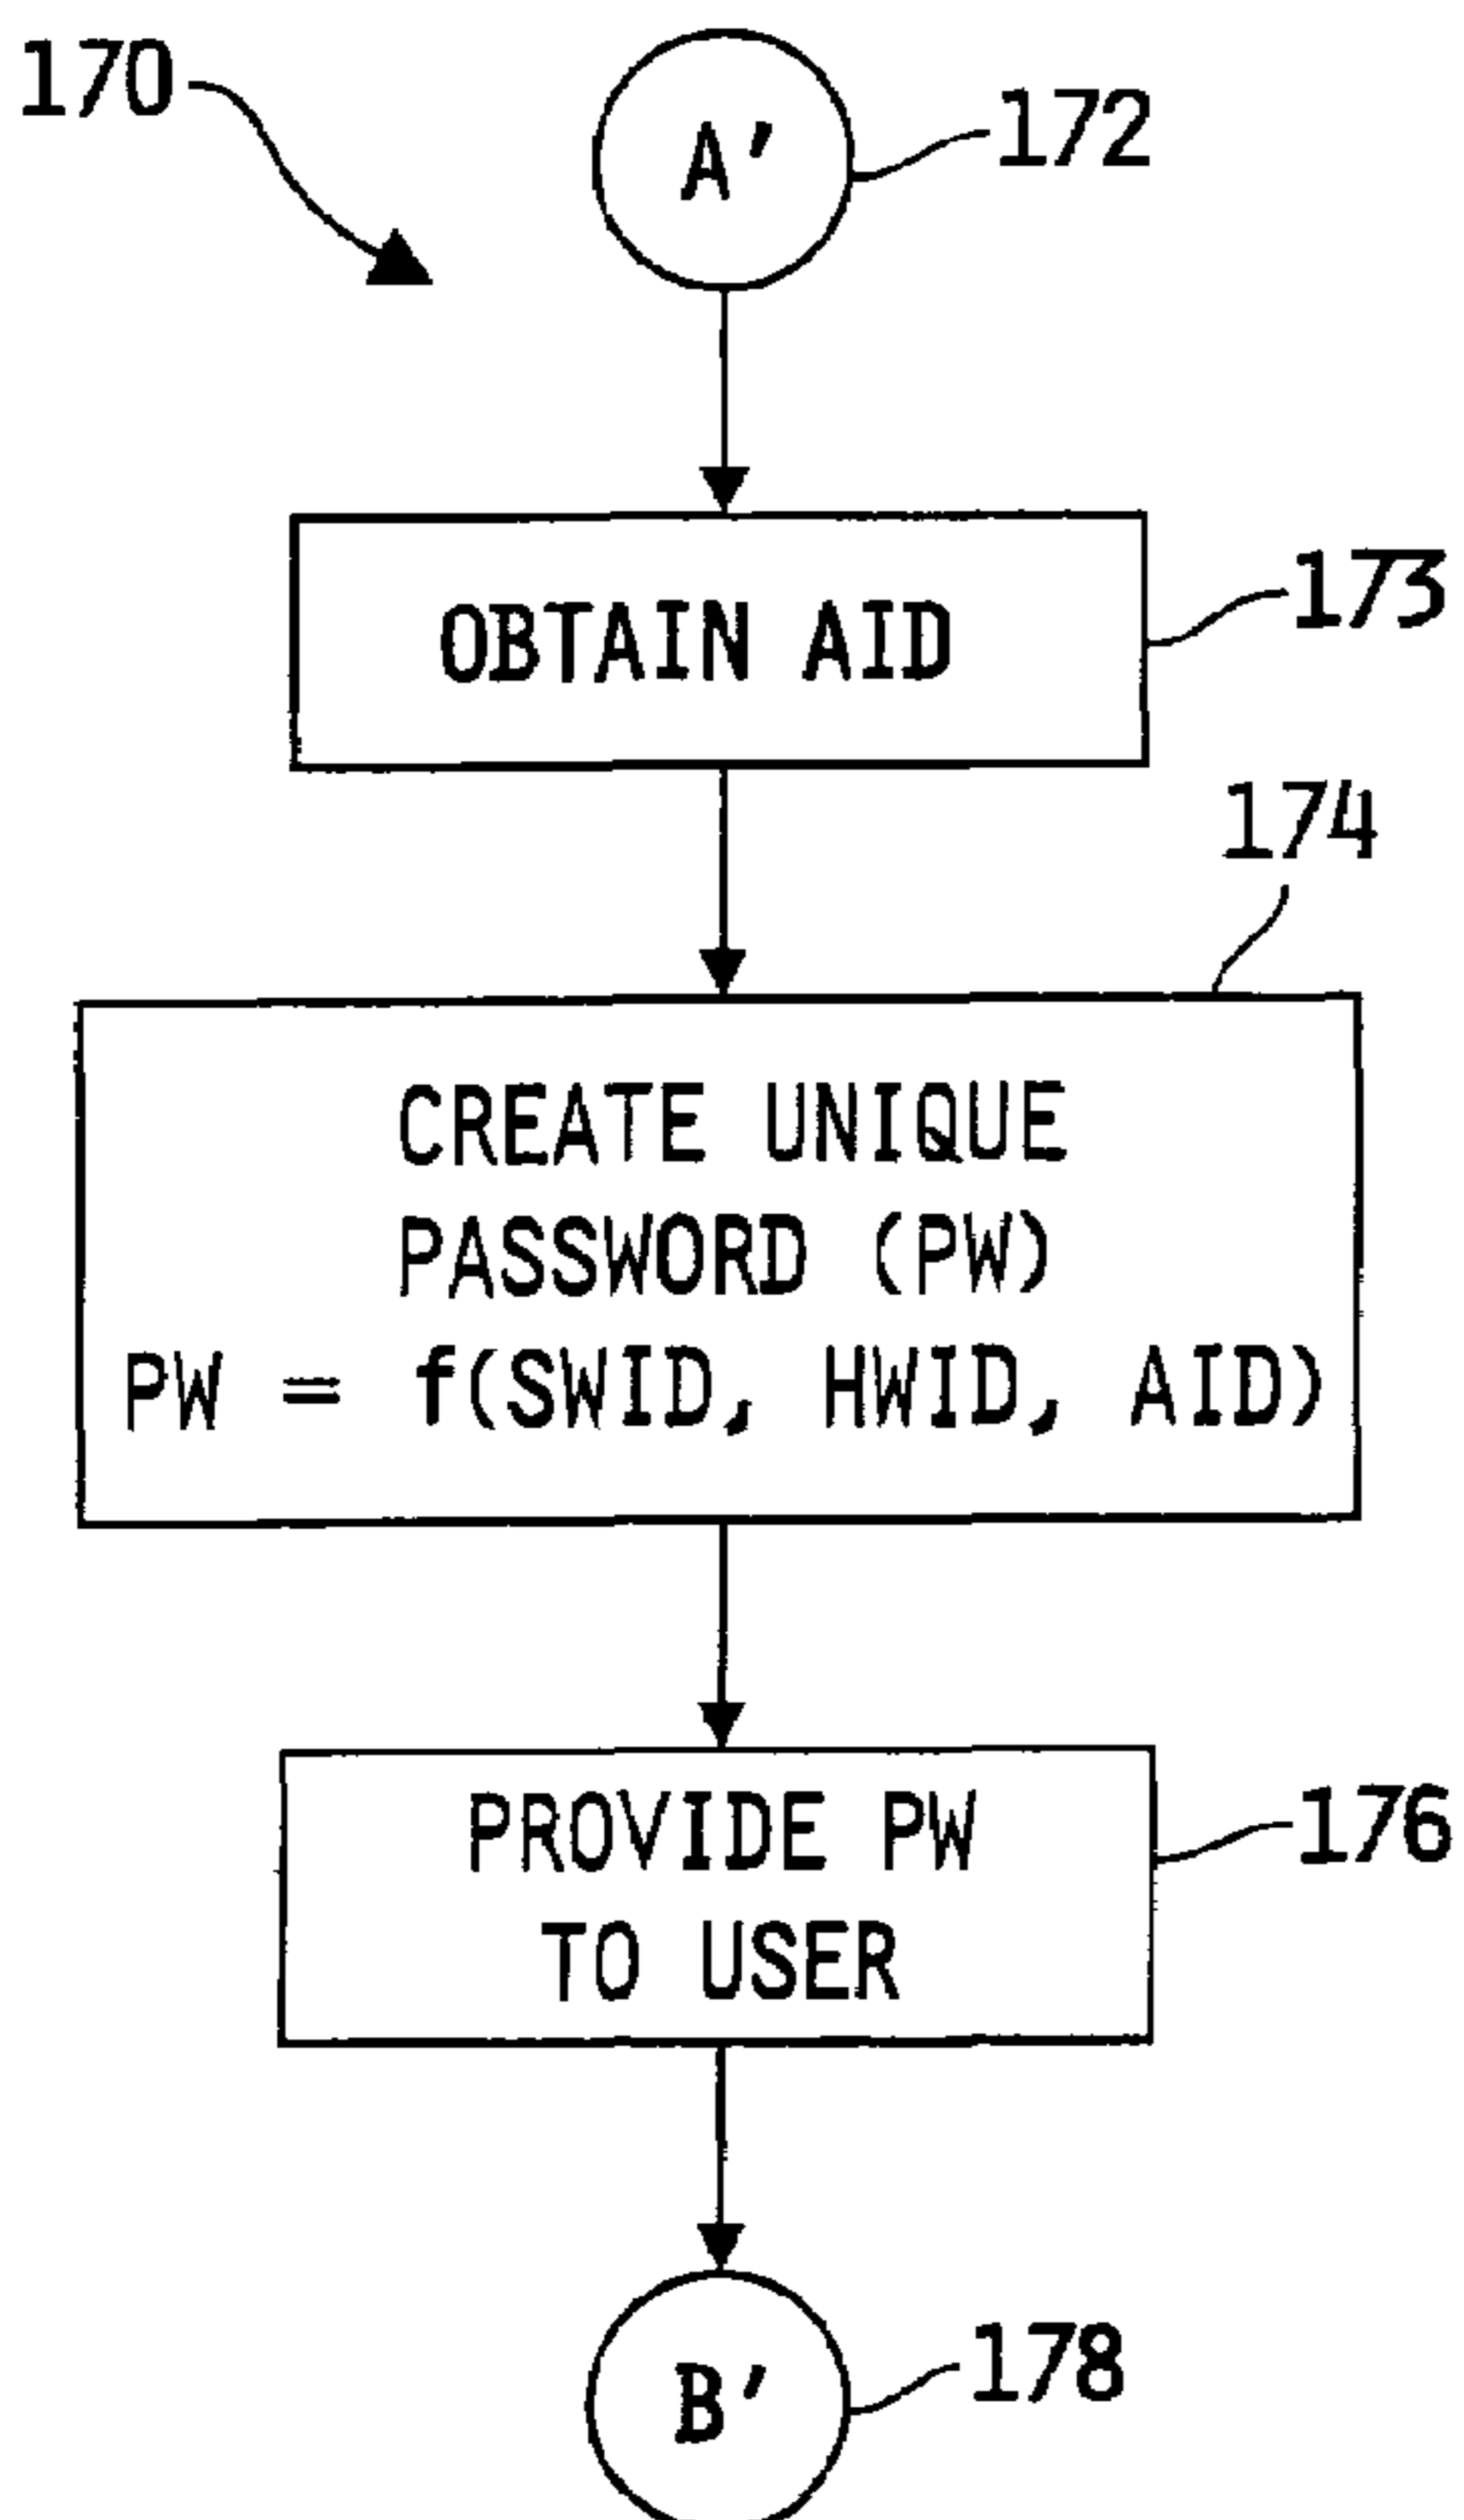 170
A'
172
OBTAIN AID
173
174
CREATE UNIQUE
PASSWORD (PW)
PW = f(SWID, HWID, AID)
PROVIDE PW
TO USER
176
B'
178